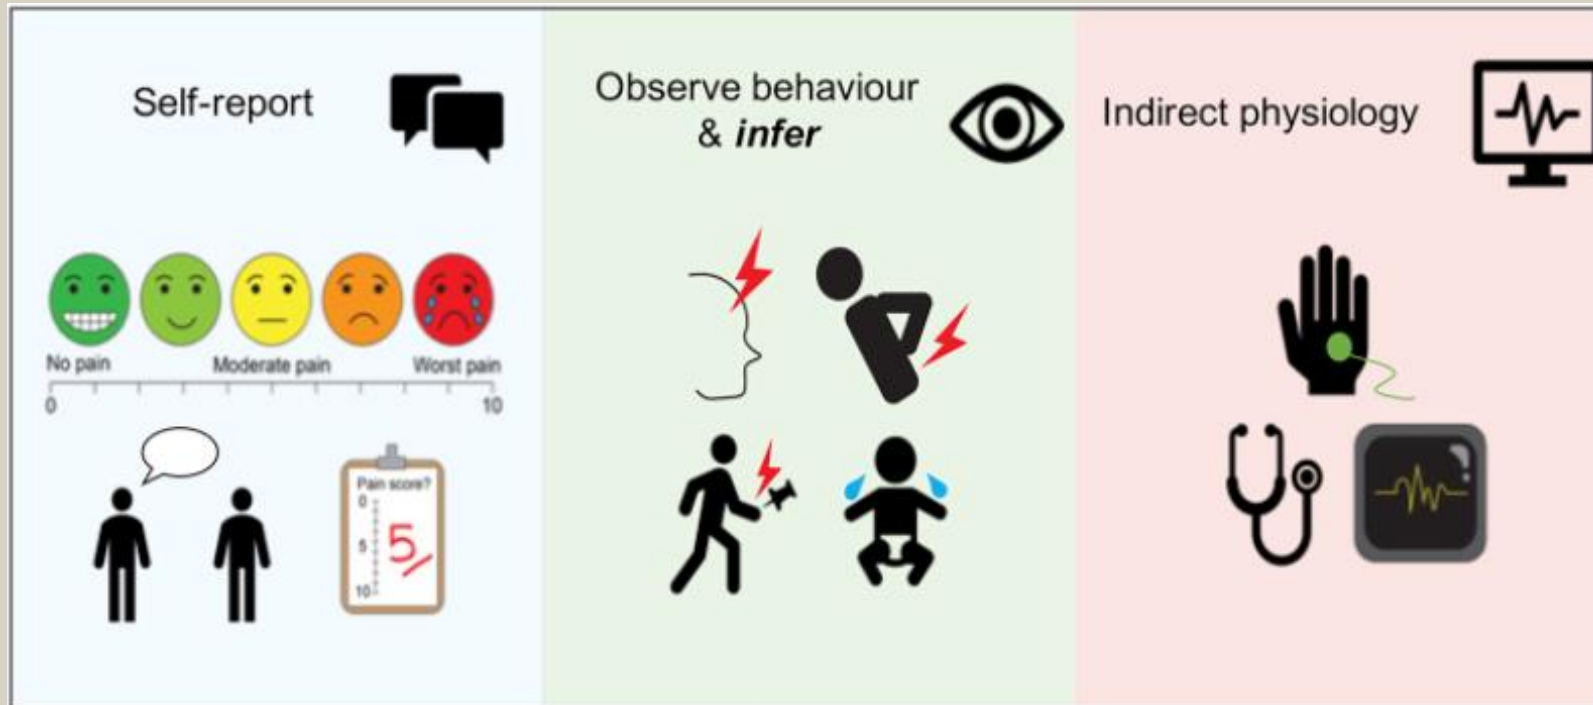 Self-report
No pain
Moderate pain
Worst pain
0
10
Pain score?
0
5
10
5/
Observe behaviour
& infer
Indirect physiology